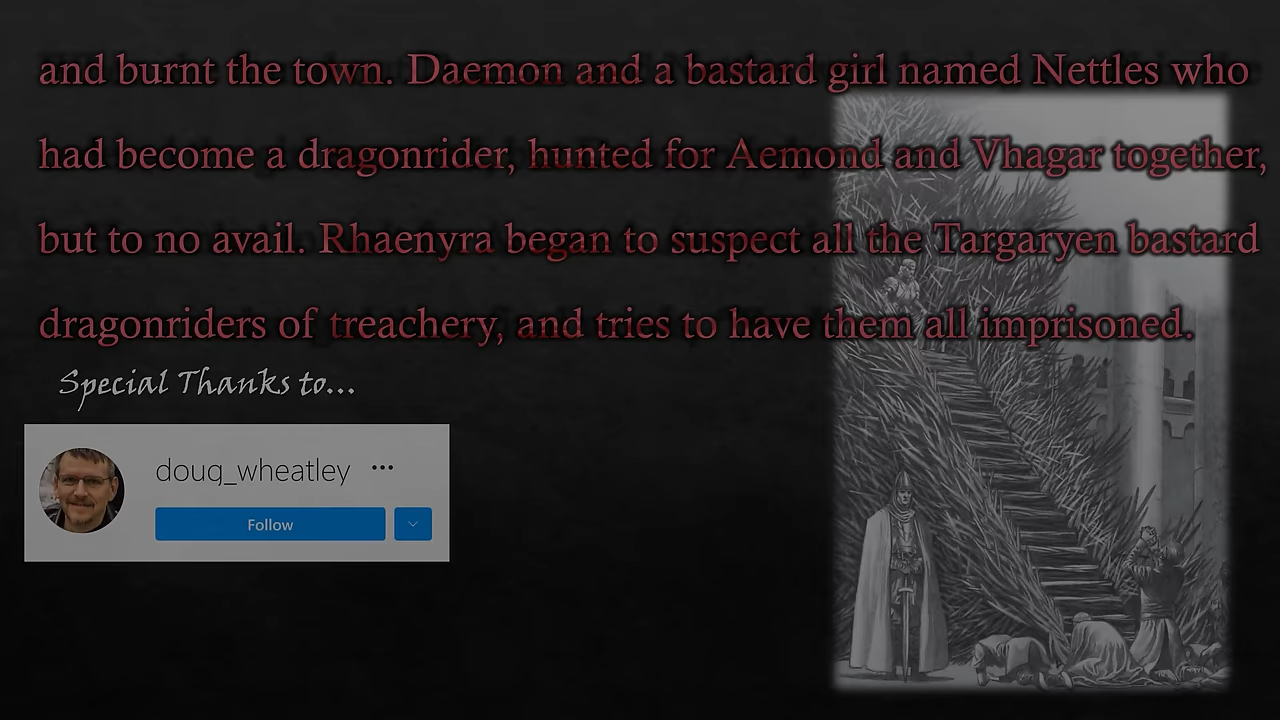 and burnt the town. Daemon and a bastard girl named Nettles who
had become a dragonrider, hunted for Aemond and Vhagar together,
but to no avail. Rhaenyra began to suspect all the Targaryen bastard
dragonriders of treachery, and tries to have them all imprisoned.
Special Thanks to...
doug_wheatley ...
Follow